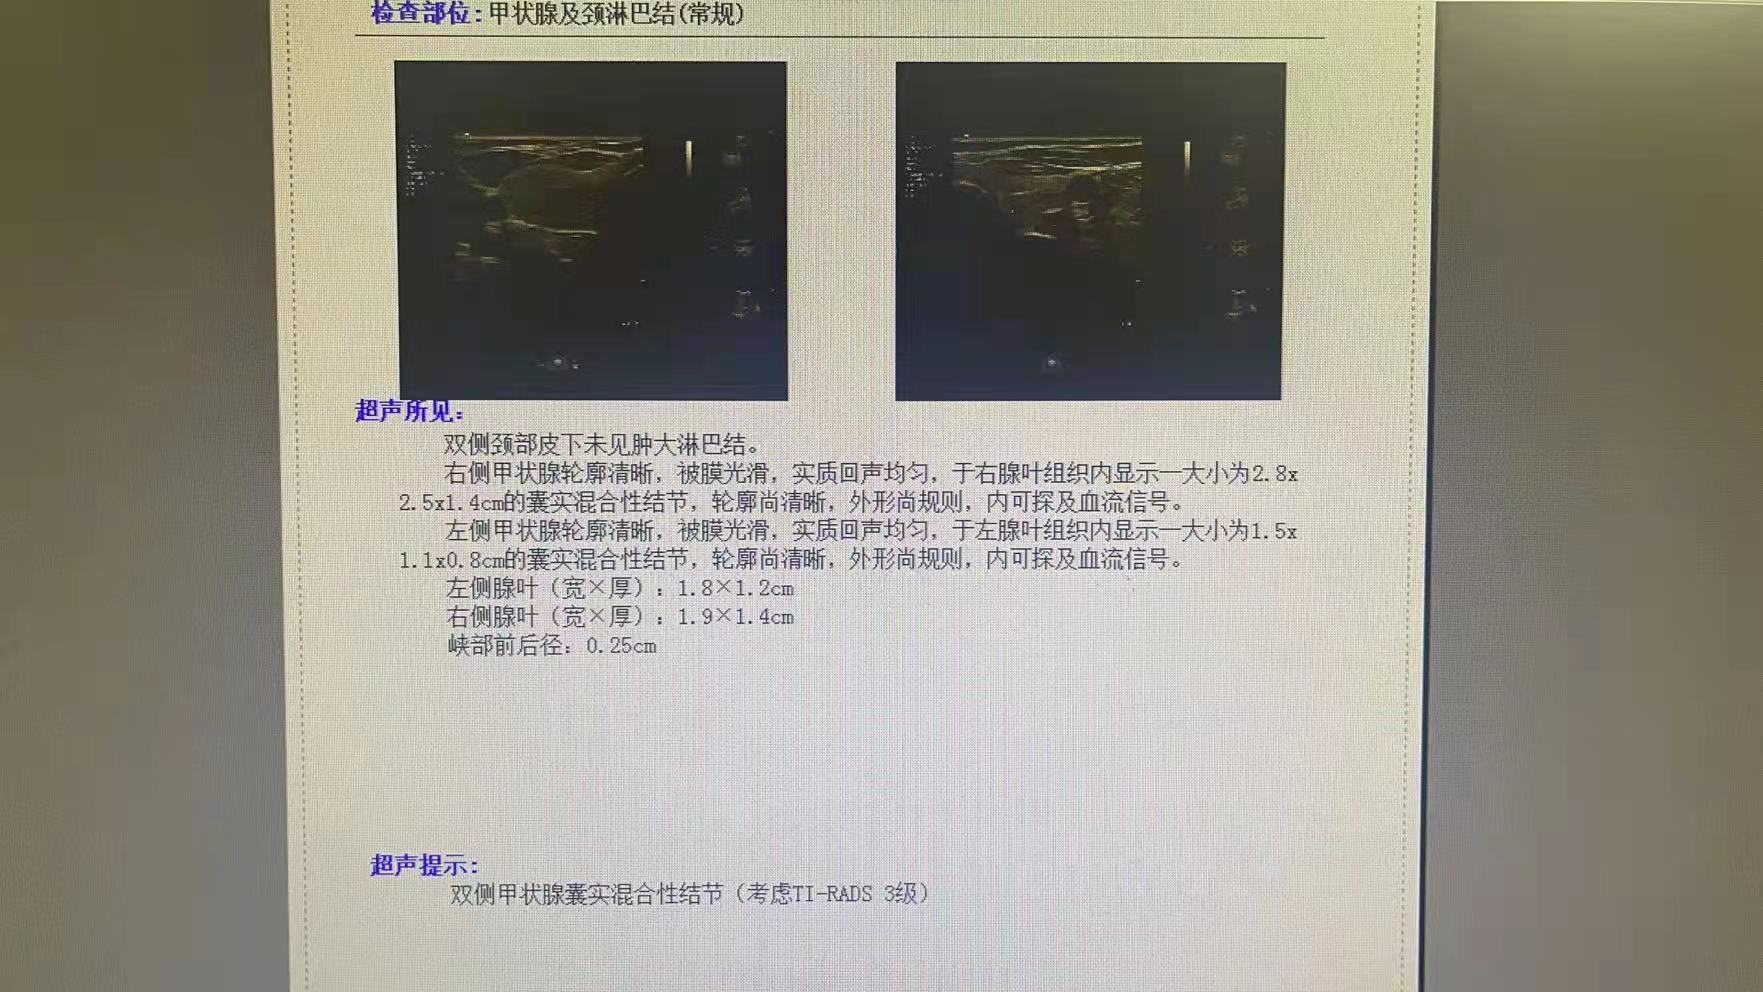 检查部位:甲状腺及颈淋巴结(常规)
超声所见:
双侧颈部皮下未见肿大淋巴结。
右侧甲状腺轮廓清晰，被膜光滑，实质回声均匀，于右腺叶组织内显示一大小为2.8x
2.5x1.4cm的囊实混合性结节，轮廓尚清晰，外形尚规则，内可探及血流信号。
左侧甲状腺轮廓清晰，被膜光滑，实质回声均匀，于左腺叶组织内显示一大小为1.5x
1.1x0.8cm的囊实混合性结节，轮廓尚清晰，外形尚规则，内可探及血流信号。
左侧腺叶（宽×厚）: 1.8×1.2cm
右侧腺叶（宽×厚）: 1.9×1.4cm
峡部前后径: 0.25cm
超声提示:
双侧甲状腺囊实混合性结节（考虑TI-RADS 3级）